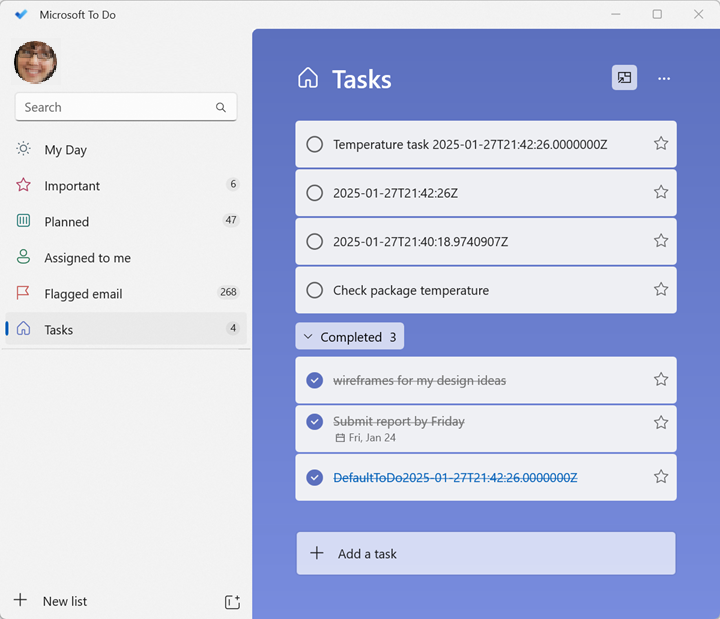 Microsoft To Do
Search
My Day
Important 6
Planned 47
Assigned to me
Flagged email 268
Tasks 4
New list
Tasks
Temperature task 2025-01-27T21:42:26.0000000Z
2025-01-27T21:42:26Z
2025-01-27T21:40:18.9740907Z
Check package temperature
Completed 3
wireframes for my design ideas
Submit report by Friday
Fri, Jan 24
DefaultToDo2025-01-27T21:42:26.0000000Z
Add a task